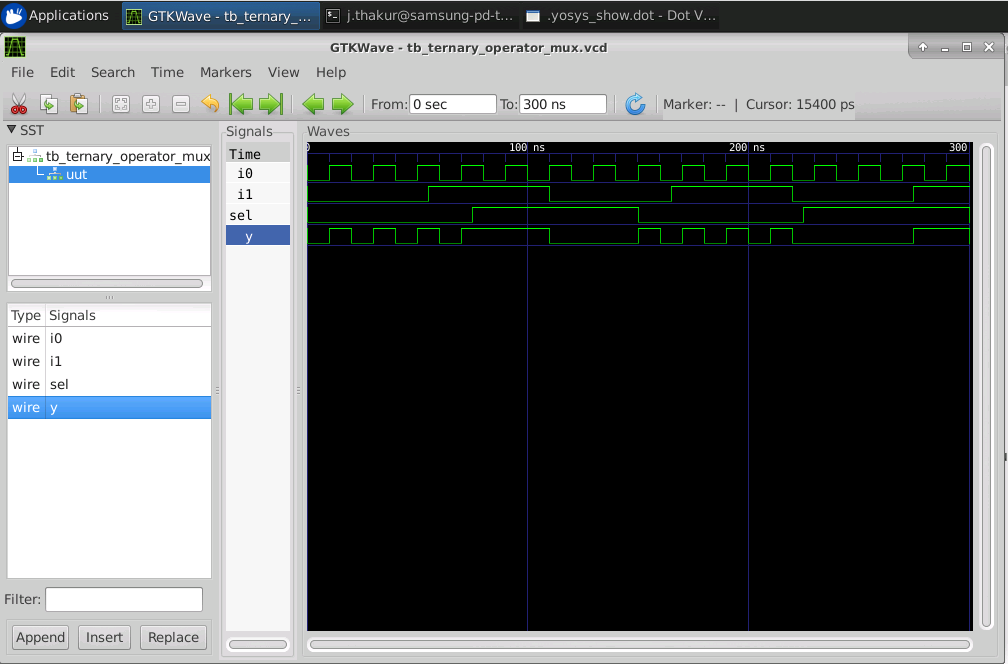 Applications GTKWave - tb_ternary_... j.thakur@samsung-pd-t... .yosys_show.dot - Dot V...
GTKWave - tb_ternary_operator_mux.vcd
File Edit Search Time Markers View Help
From: 0 sec To: 300 ns Marker: -- | Cursor: 15400 ps
SST
tb_ternary_operator_mux
uut
Type Signals
wire i0
wire i1
wire sel
wire y
Filter:
Append Insert Replace
Signals
Time
i0
i1
sel
y
Waves
0 100 ns 200 ns 300